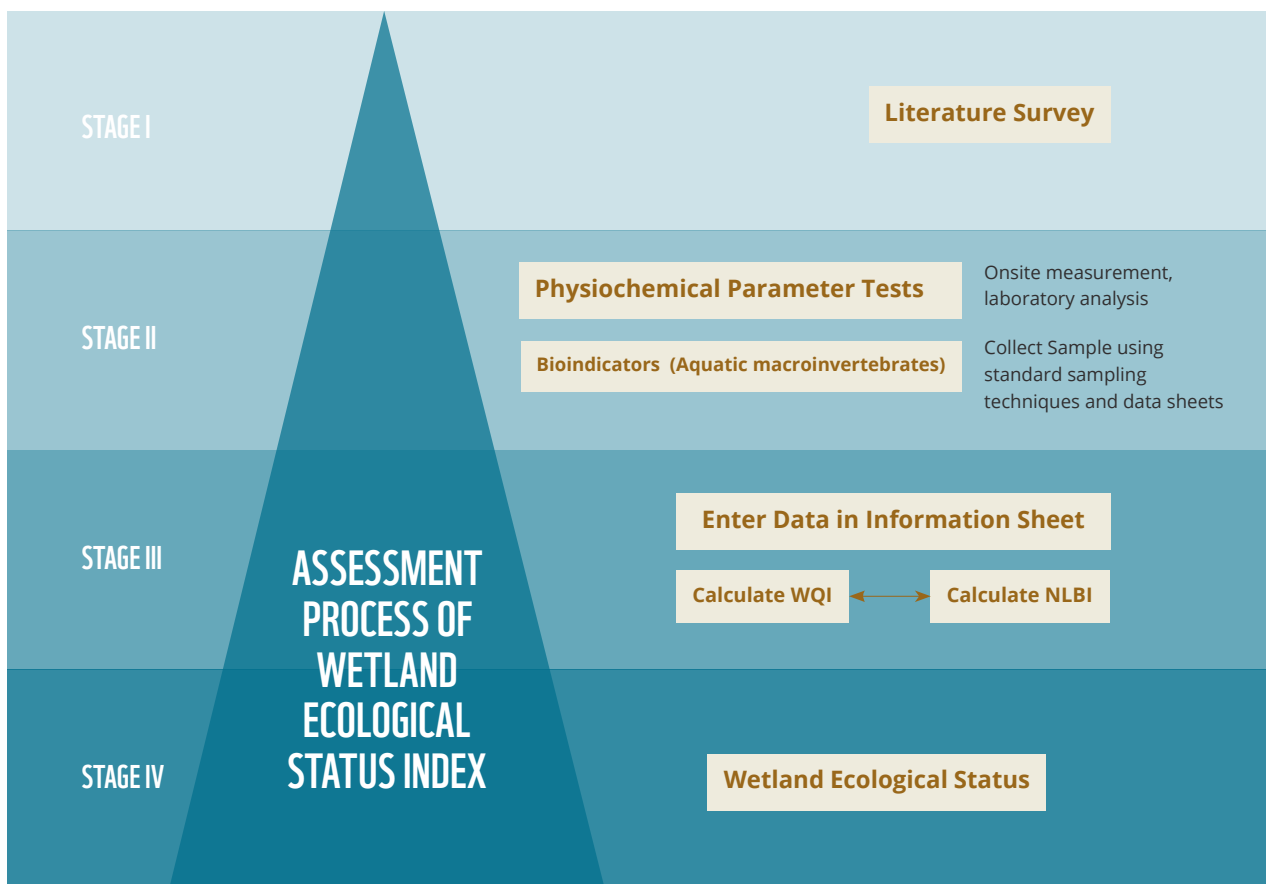 STAGE I
Literature Survey
STAGE II
Physiochemical Parameter Tests
Onsite measurement,
laboratory analysis
Bioindicators (Aquatic macroinvertebrates)
Collect Sample using
standard sampling
techniques and data sheets
STAGE III
Enter Data in Information Sheet
Calculate WQI
Calculate NLBI
ASSESSMENT
PROCESS OF
WETLAND
ECOLOGICAL
STATUS INDEX
STAGE IV
Wetland Ecological Status